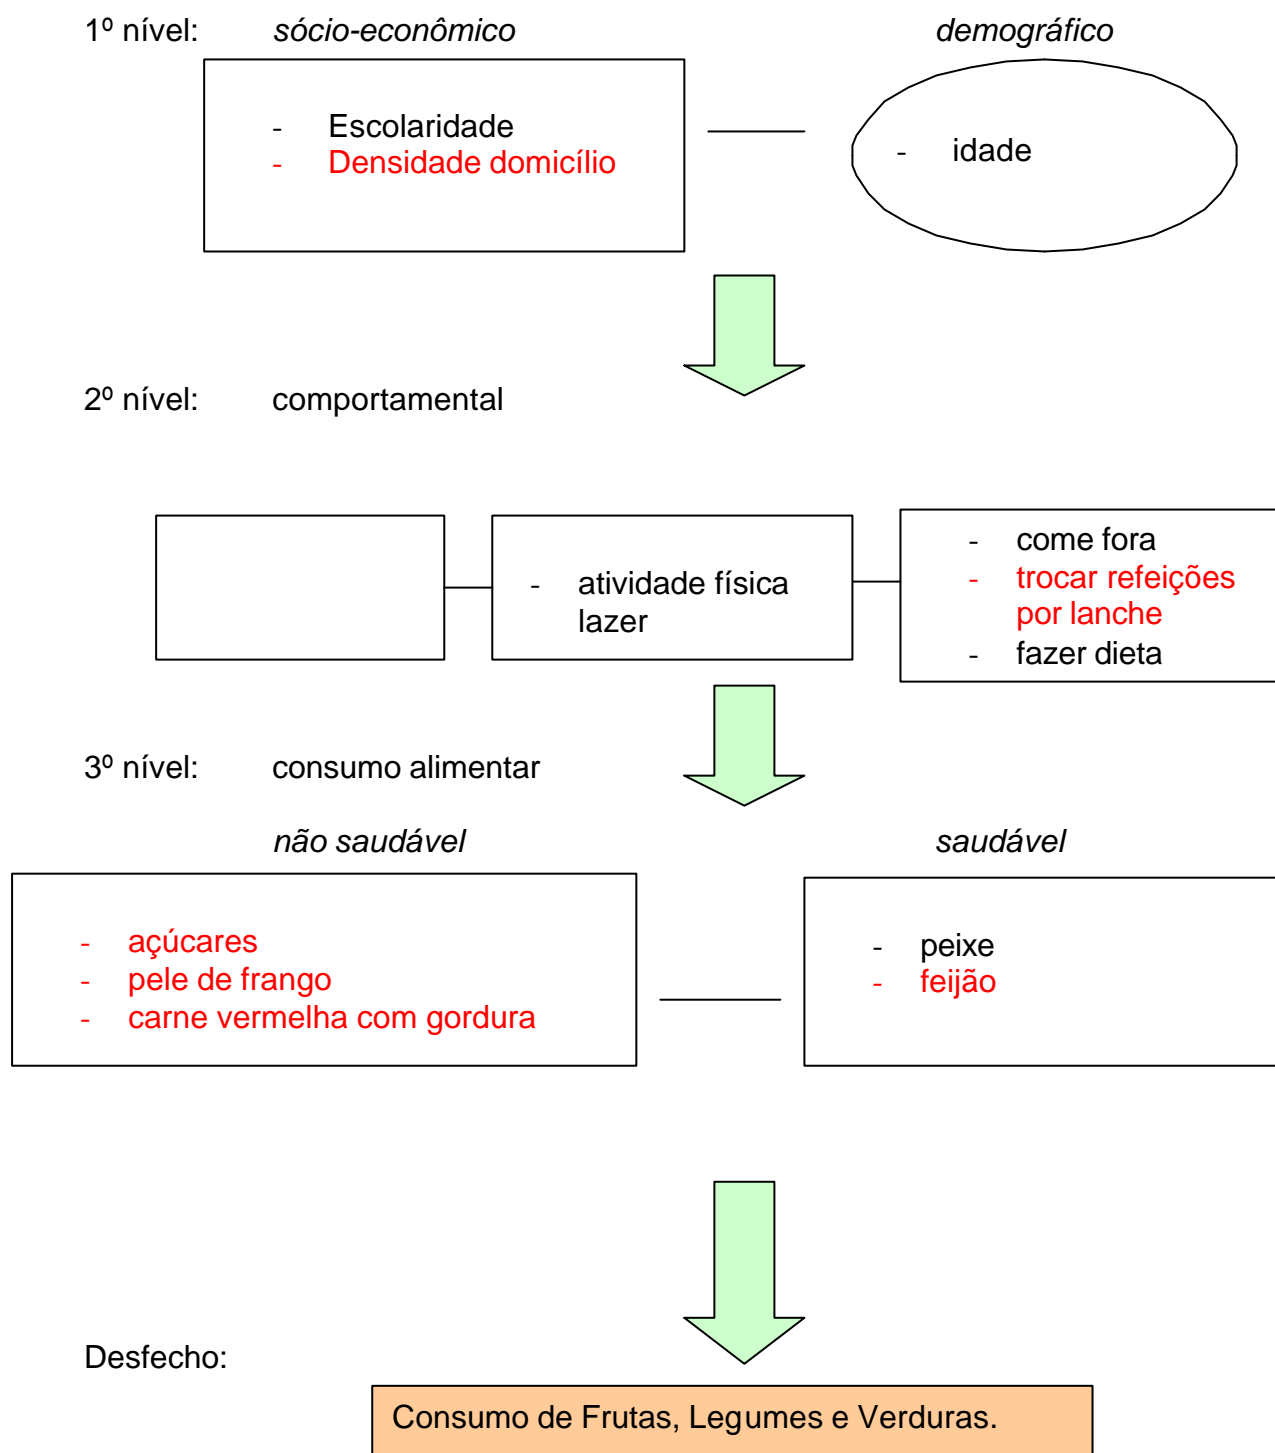 1º nível: sócio-econômico demográfico
- Escolaridade
- Densidade domicílio
- idade
2º nível: comportamental
- atividade física
lazer
- come fora
- trocar refeições
por lanche
- fazer dieta
3º nível: consumo alimentar
não saudável saudável
- açúcares
- pele de frango
- carne vermelha com gordura
- peixe
- feijão
Desfecho:
Consumo de Frutas, Legumes e Verduras.